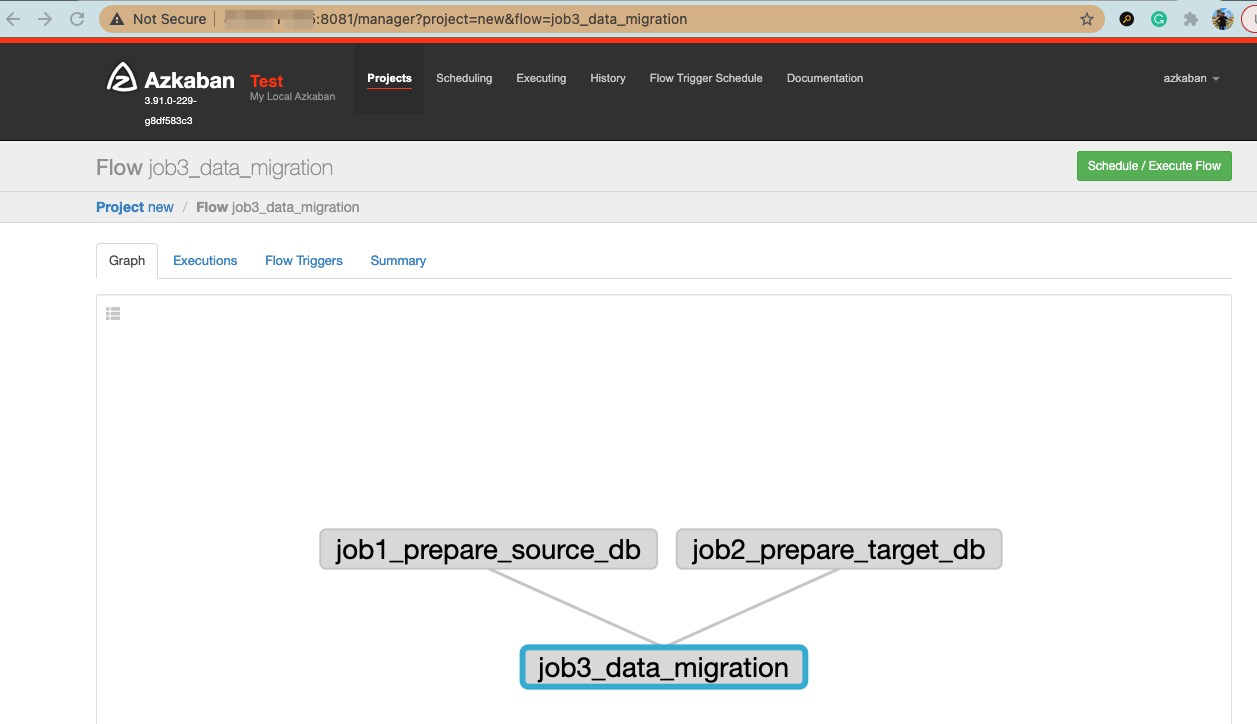 Not Secure :8081/manager?project=new&flow=job3_data_migration
Azkaban
3.91.0-229-
g8df583c3
Test
My Local Azkaban
Projects Scheduling Executing History Flow Trigger Schedule Documentation azkaban
Flow job3_data_migration Schedule / Execute Flow
Project new / Flow job3_data_migration
Graph Executions Flow Triggers Summary
job1_prepare_source_db job2_prepare_target_db
job3_data_migration